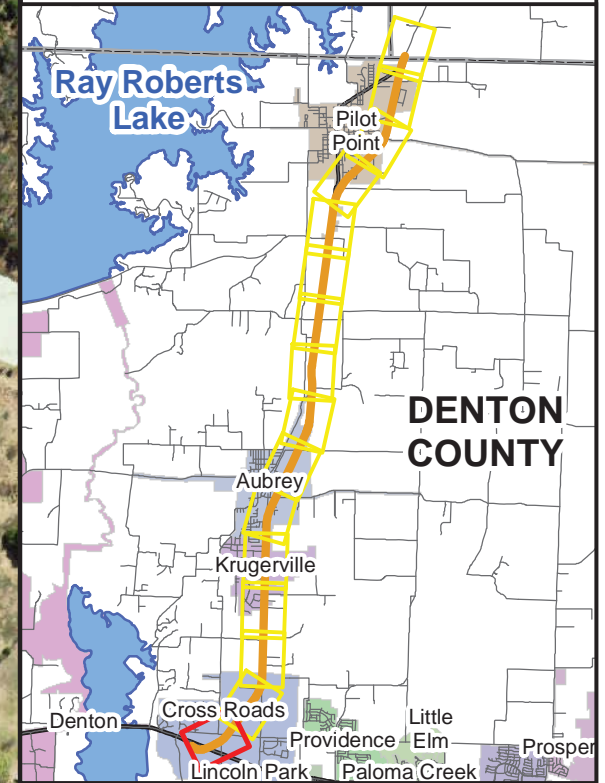 Ray Roberts
Lake
Pilot
Point
DENTON
COUNTY
Aubrey
Krugerville
Cross Roads
Denton
Little
Elm
Providence
Prosper
Lincoln Park
Paloma Creek